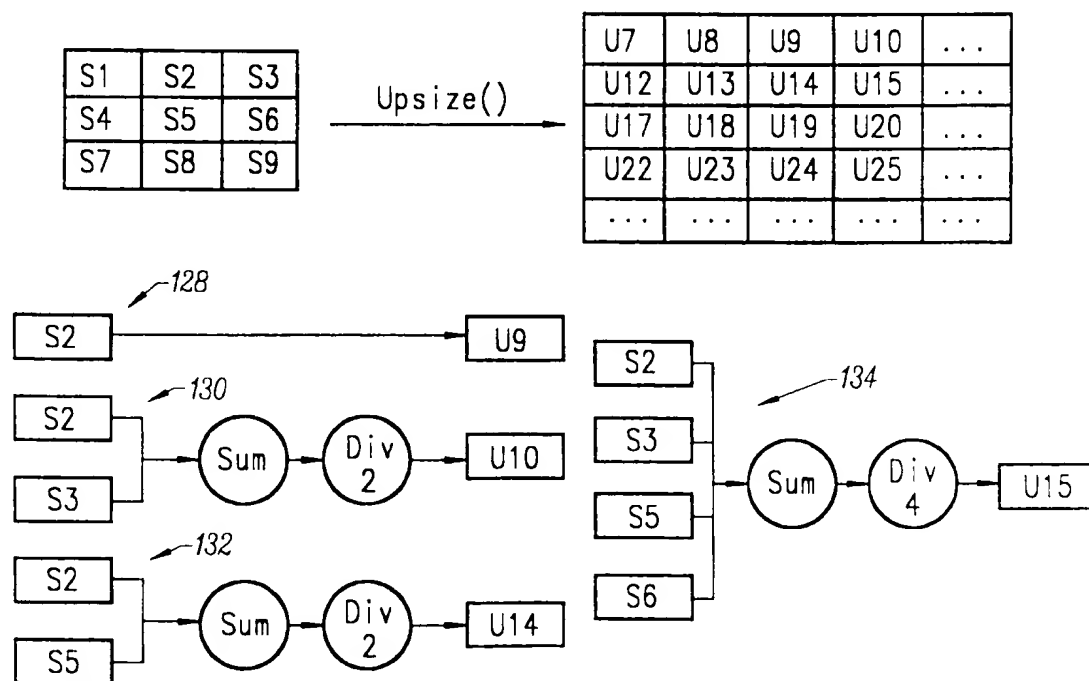 S1 S2 S3
S4 S5 S6
S7 S8 S9
Upsize()
U7 U8 U9 U10 ...
U12 U13 U14 U15 ...
U17 U18 U19 U20 ...
U22 U23 U24 U25 ...
... ... ... ... ...
128
S2 U9
130
S2
S3
Sum
Div 2
U10
132
S2
S5
Sum
Div 2
U14
134
S2
S3
S5
S6
Sum
Div 4
U15